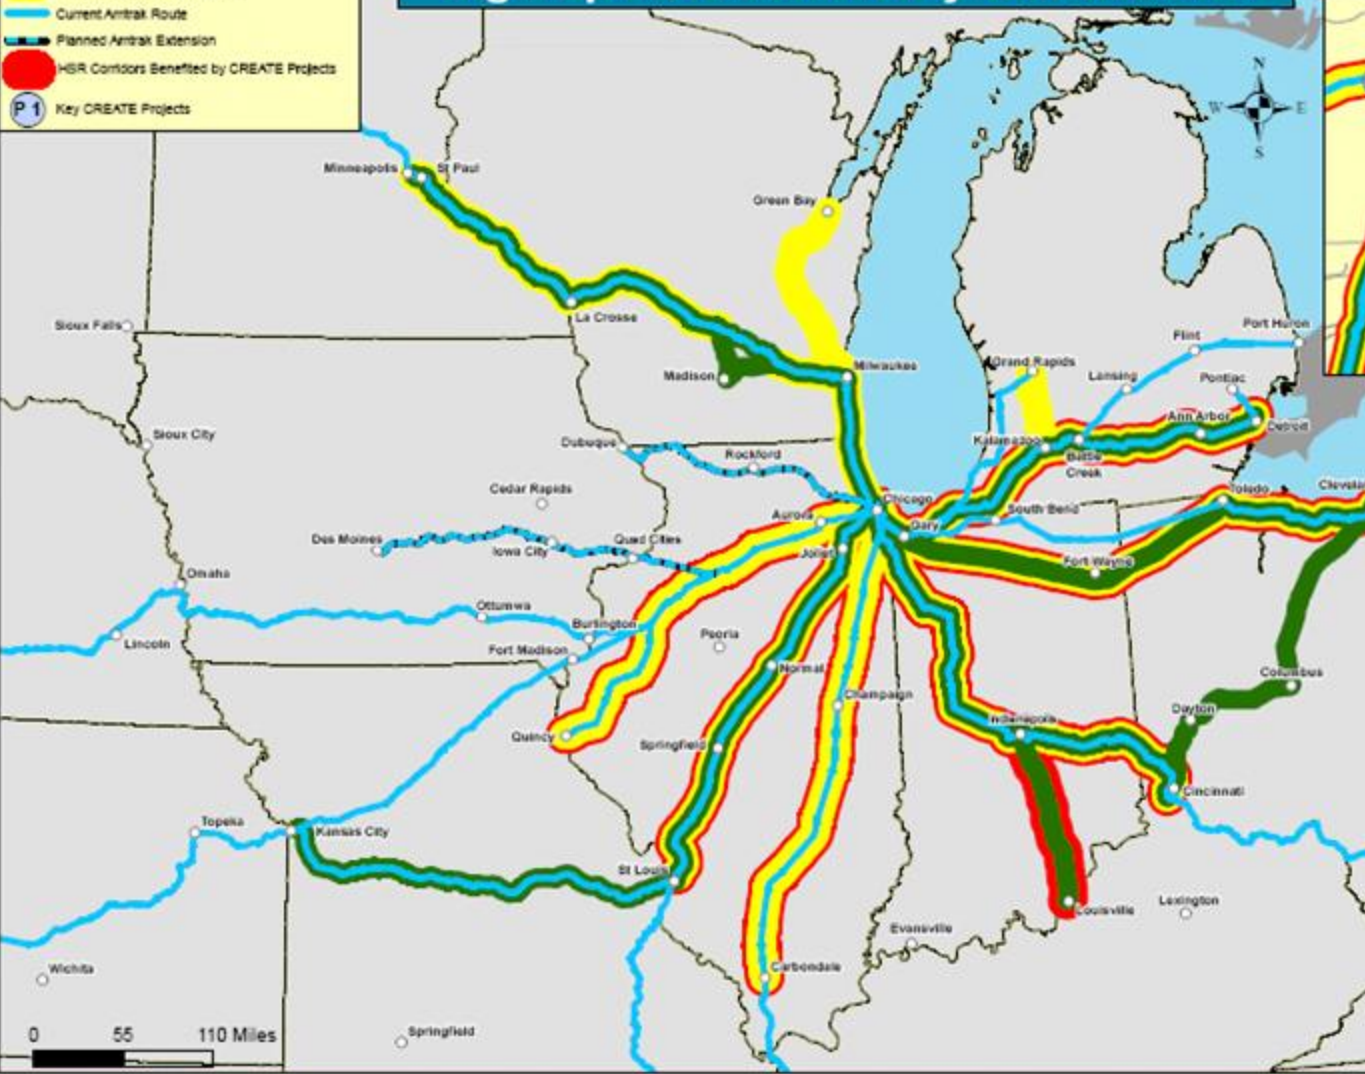 Current Amtrak Route
Planned Amtrak Extension
HSR Corridors Benefited by CREATE Projects
P 1 Key CREATE Projects
N
W E
S
Minneapolis
St Paul
Green Bay
La Crosse
Sioux Falls
Madison
Milwaukee
Grand Rapids
Lansing
Flint
Port Huron
Pontiac
Ann Arbor
Detroit
Kalamazoo
Battle
Creek
Sioux City
Dubuque
Rockford
Cedar Rapids
Chicago
Aurora
Gary
South Bend
Toledo
Des Moines
Iowa City
Quad Cities
Joliet
Fort Wayne
Omaha
Lincoln
Ottumwa
Burlington
Fort Madison
Peoria
Normal
Champaign
Columbus
Dayton
Indianapolis
Quincy
Springfield
Cincinnati
Topeka
Kansas City
St Louis
Louisville
Lexington
Evansville
Carbondale
Wichita
Springfield
0 55 110 Miles